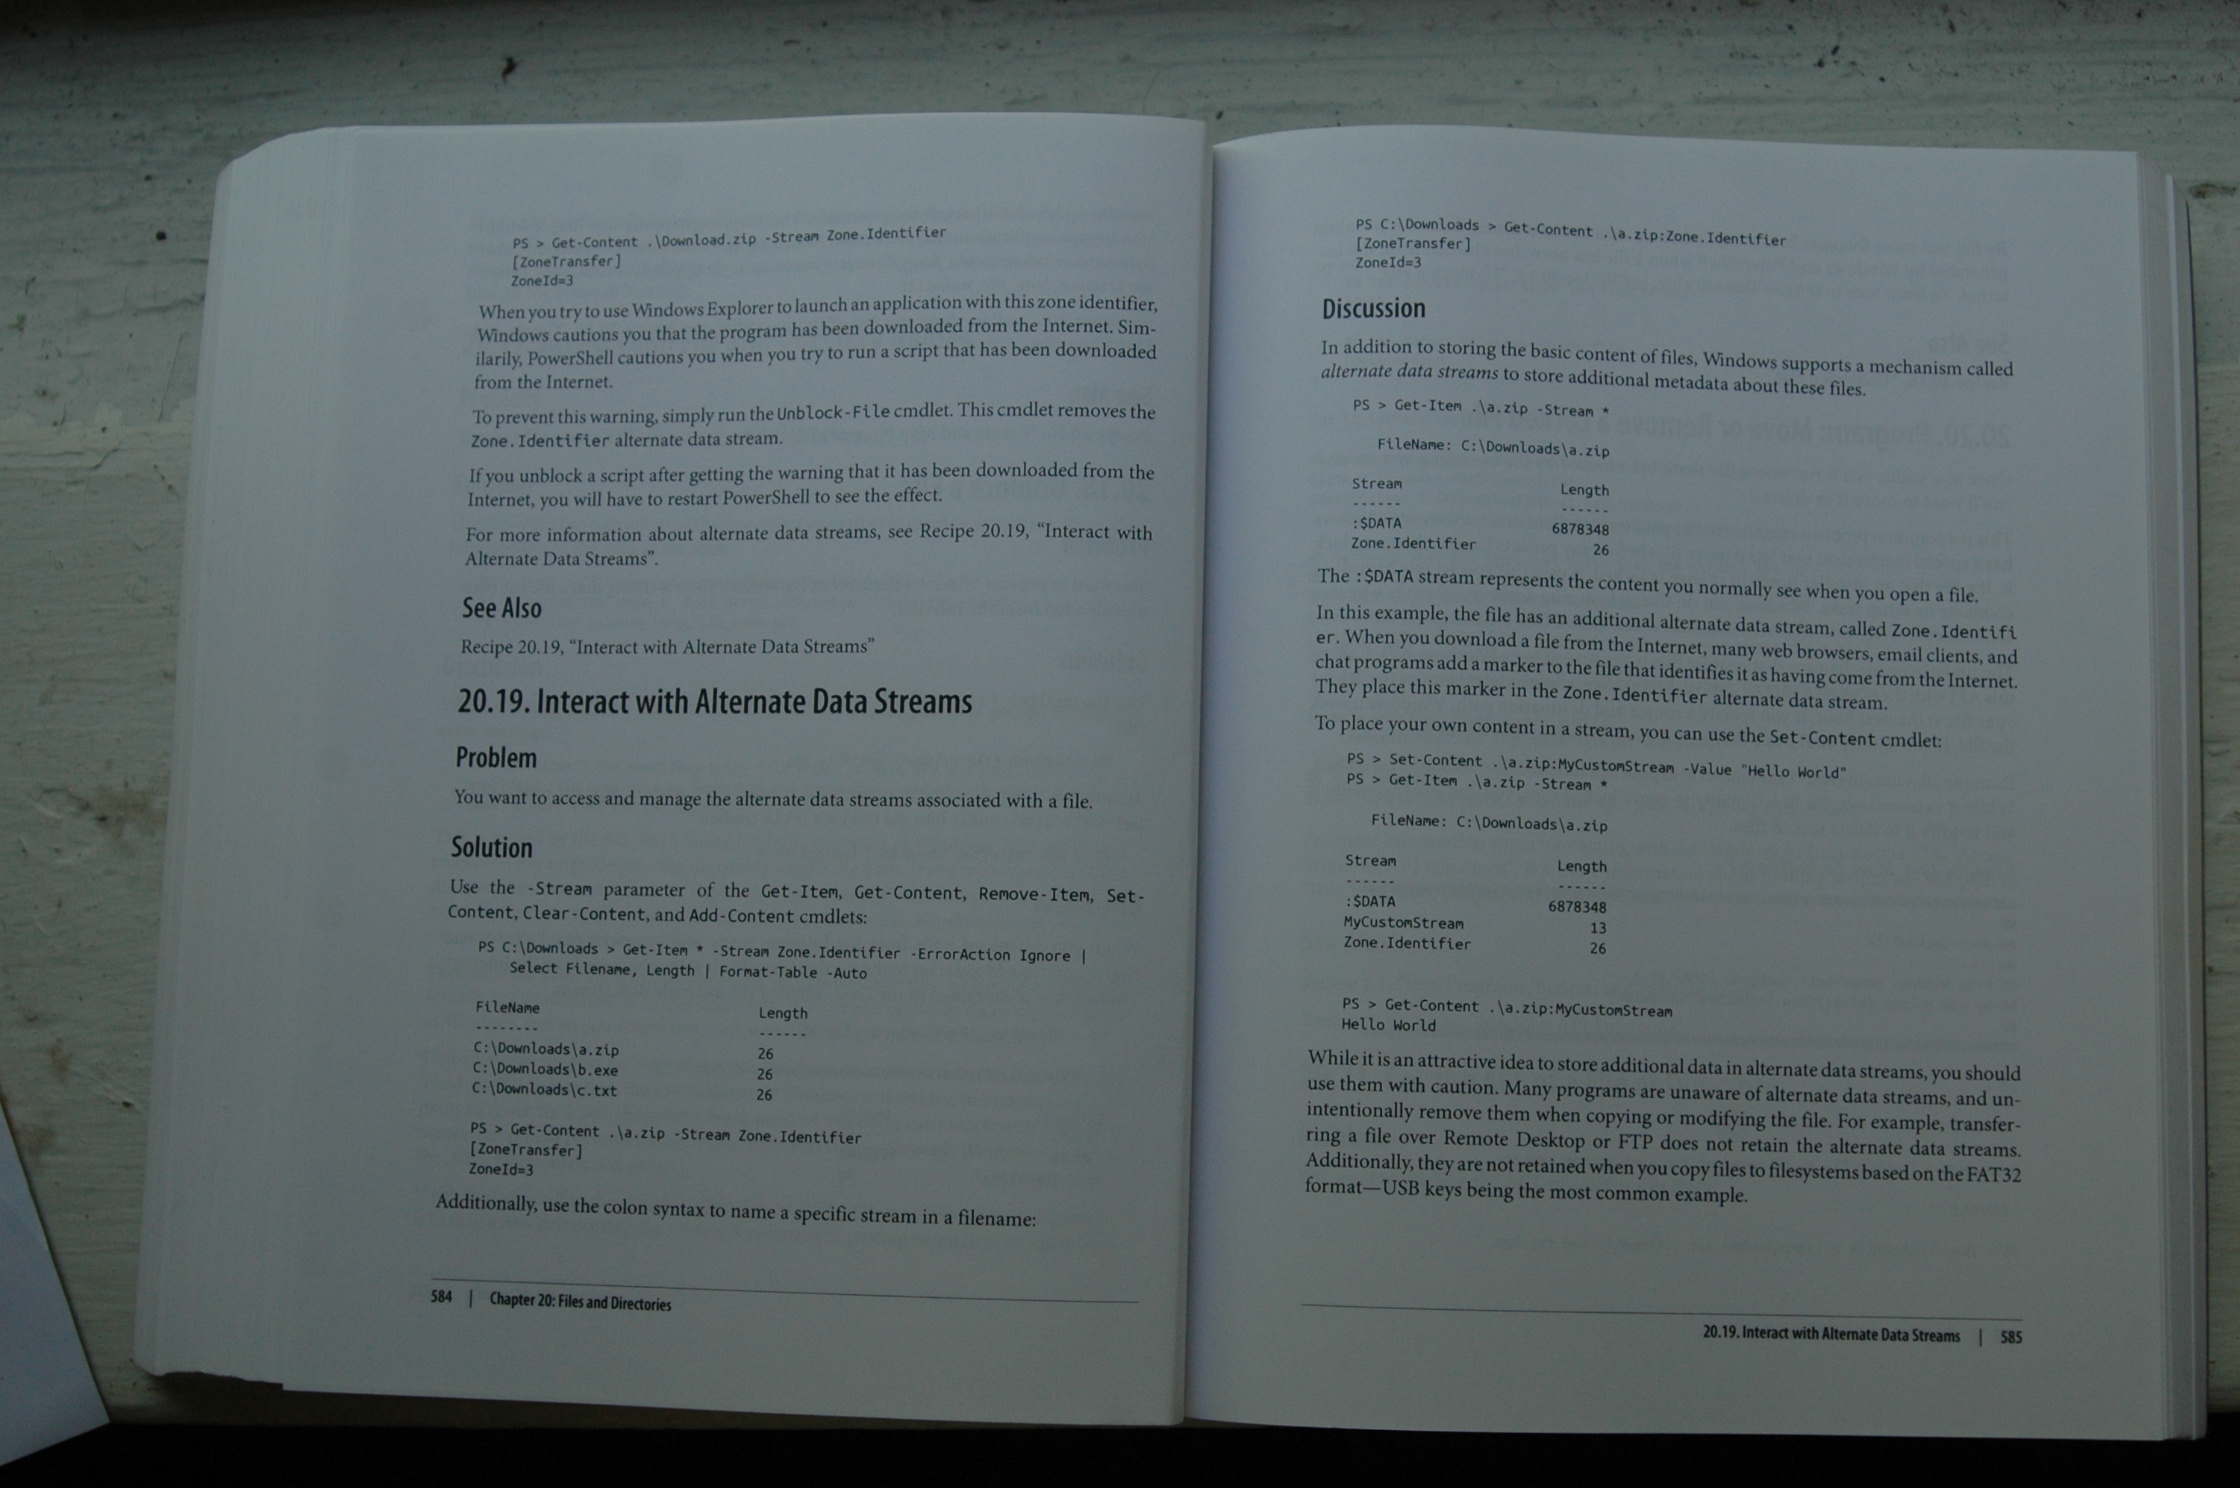 PS > Get-Content .\Download.zip -Stream Zone.Identifier
[ZoneTransfer]
ZoneId=3
When you try to use Windows Explorer to launch an application with this zone identifier,
Windows cautions you that the program has been downloaded from the Internet. Sim-
ilarily, PowerShell cautions you when you try to run a script that has been downloaded
from the Internet.
To prevent this warning, simply run the Unblock-File cmdlet. This cmdlet removes the
Zone.Identifier alternate data stream.
If you unblock a script after getting the warning that it has been downloaded from the
Internet, you will have to restart PowerShell to see the effect.
For more information about alternate data streams, see Recipe 20.19, “Interact with
Alternate Data Streams”.
See Also
Recipe 20.19, “Interact with Alternate Data Streams”
20.19. Interact with Alternate Data Streams
Problem
You want to access and manage the alternate data streams associated with a file.
Solution
Use the -Stream parameter of the Get-Item, Get-Content, Remove-Item, Set-
Content, Clear-Content, and Add-Content cmdlets:
PS C:\Downloads > Get-Item * -Stream Zone.Identifier -ErrorAction Ignore |
Select Filename, Length | Format-Table -Auto
FileName Length
-------- ------
C:\Downloads\a.zip 26
C:\Downloads\b.exe 26
C:\Downloads\c.txt 26
PS > Get-Content .\a.zip -Stream Zone.Identifier
[ZoneTransfer]
ZoneId=3
Additionally, use the colon syntax to name a specific stream in a filename:
584 | Chapter 20: Files and Directories
PS C:\Downloads > Get-Content .\a.zip:Zone.Identifier
[ZoneTransfer]
ZoneId=3
Discussion
In addition to storing the basic content of files, Windows supports a mechanism called
alternate data streams to store additional metadata about these files.
PS > Get-Item .\a.zip -Stream *
FileName: C:\Downloads\a.zip
Stream Length
------ ------
:$DATA 6878348
Zone.Identifier 26
The :$DATA stream represents the content you normally see when you open a file.
In this example, the file has an additional alternate data stream, called Zone.Identifi
er. When you download a file from the Internet, many web browsers, email clients, and
chat programs add a marker to the file that identifies it as having come from the Internet.
They place this marker in the Zone.Identifier alternate data stream.
To place your own content in a stream, you can use the Set-Content cmdlet:
PS > Set-Content .\a.zip:MyCustomStream -Value "Hello World"
PS > Get-Item .\a.zip -Stream *
FileName: C:\Downloads\a.zip
Stream Length
------ ------
:$DATA 6878348
MyCustomStream 13
Zone.Identifier 26
PS > Get-Content .\a.zip:MyCustomStream
Hello World
While it is an attractive idea to store additional data in alternate data streams, you should
use them with caution. Many programs are unaware of alternate data streams, and un-
intentionally remove them when copying or modifying the file. For example, transfer-
ring a file over Remote Desktop or FTP does not retain the alternate data streams.
Additionally, they are not retained when you copy files to filesystems based on the FAT32
format—USB keys being the most common example.
20.19. Interact with Alternate Data Streams | 585